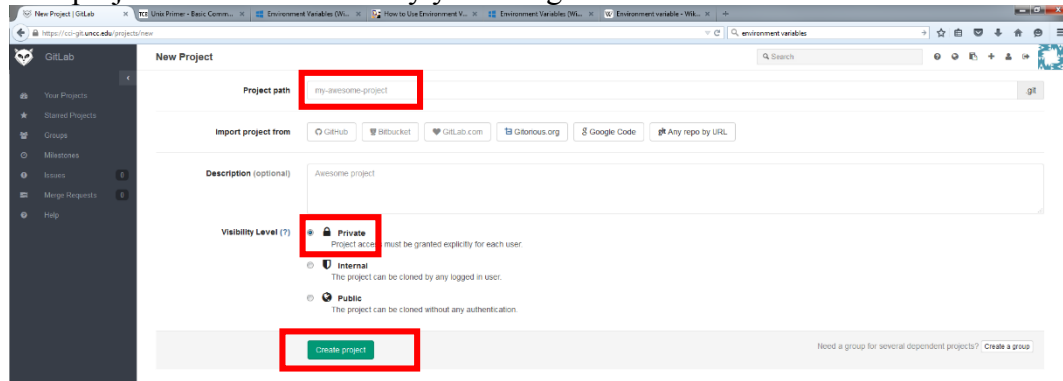 New Project | GitLab
TCD Unix Primer - Basic Comm...
Environment Variables (Wi...
How to Use Environment V...
Environment Variables (Wi...
Environment variable - Wik...
https://cci-git.uncc.edu/projects/new
environment variables
GitLab
New Project
Search
Your Projects
Starred Projects
Groups
Milestones
Issues 0
Merge Requests 0
Help
Project path
my-awesome-project
.git
Import project from
GitHub
Bitbucket
GitLab.com
Gitorious.org
Google Code
Any repo by URL
Description (optional)
Awesome project
Visibility Level (?)
Private
Project access must be granted explicitly for each user.
Internal
The project can be cloned by any logged in user.
Public
The project can be cloned without any authentication.
Create project
Need a group for several dependent projects? Create a group